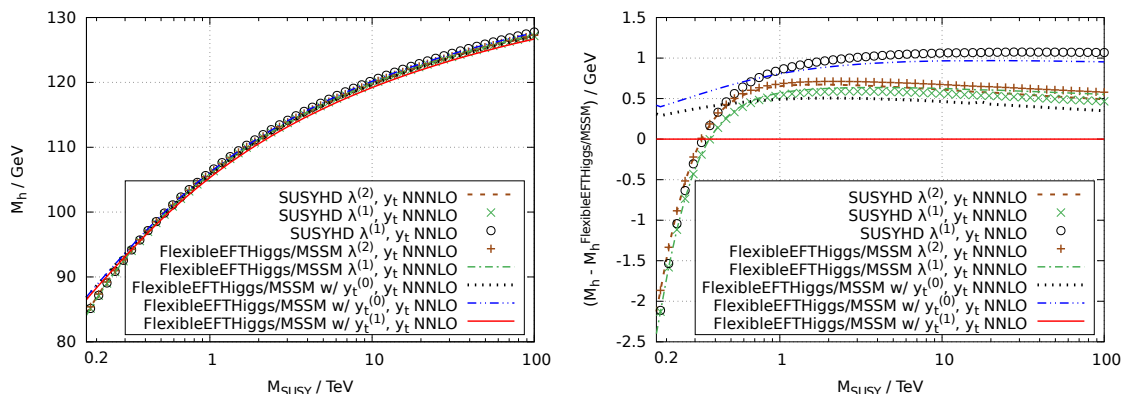 M_h / GeV
130
120
110
100
90
80
0.2
1
10
100
M_SUSY / TeV
SUSYHD λ^(2), y_t NNNLO
SUSYHD λ^(1), y_t NNNLO
SUSYHD λ^(1), y_t NNLO
FlexibleEFTHiggs/MSSM λ^(2), y_t NNNLO
FlexibleEFTHiggs/MSSM λ^(1), y_t NNNLO
FlexibleEFTHiggs/MSSM w/ y_t^(0), y_t NNNLO
FlexibleEFTHiggs/MSSM w/ y_t^(0), y_t NNLO
FlexibleEFTHiggs/MSSM w/ y_t^(1), y_t NNLO
(M_h - M_h^FlexibleEFTHiggs/MSSM) / GeV
1.5
1
0.5
0
-0.5
-1
-1.5
-2
-2.5
0.2
1
10
100
M_SUSY / TeV
SUSYHD λ^(2), y_t NNNLO
SUSYHD λ^(1), y_t NNNLO
SUSYHD λ^(1), y_t NNLO
FlexibleEFTHiggs/MSSM λ^(2), y_t NNNLO
FlexibleEFTHiggs/MSSM λ^(1), y_t NNNLO
FlexibleEFTHiggs/MSSM w/ y_t^(0), y_t NNNLO
FlexibleEFTHiggs/MSSM w/ y_t^(0), y_t NNLO
FlexibleEFTHiggs/MSSM w/ y_t^(1), y_t NNLO